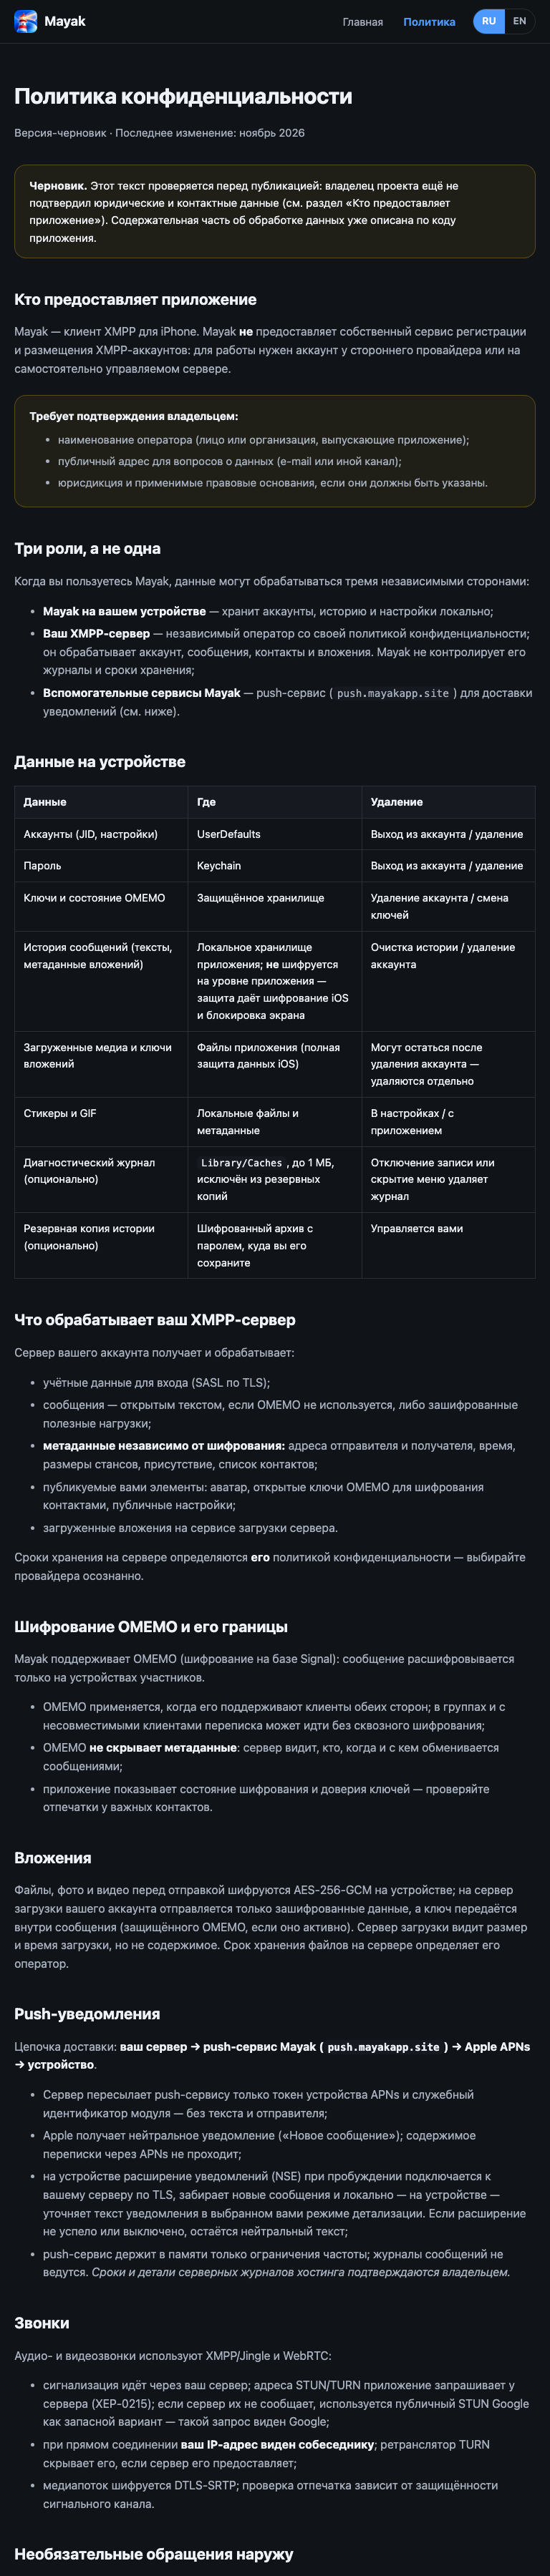 Mayak
Главная Политика RU EN
Политика конфиденциальности
Версия-черновик · Последнее изменение: ноябрь 2026
Черновик. Этот текст проверяется перед публикацией: владелец проекта ещё не
подтвердил юридические и контактные данные (см. раздел «Кто предоставляет
приложение»). Содержательная часть об обработке данных уже описана по коду
приложения.
Кто предоставляет приложение
Mayak — клиент XMPP для iPhone. Mayak не предоставляет собственный сервис регистрации
и размещения XMPP-аккаунтов: для работы нужен аккаунт у стороннего провайдера или на
самостоятельно управляемом сервере.
Требует подтверждения владельцем:
• наименование оператора (лицо или организация, выпускающие приложение);
• публичный адрес для вопросов о данных (e-mail или иной канал);
• юрисдикция и применимые правовые основания, если они должны быть указаны.
Три роли, а не одна
Когда вы пользуетесь Mayak, данные могут обрабатываться тремя независимыми сторонами:
• Mayak на вашем устройстве — хранит аккаунты, историю и настройки локально;
• Ваш XMPP-сервер — независимый оператор со своей политикой конфиденциальности;
он обрабатывает аккаунт, сообщения, контакты и вложения. Mayak не контролирует его
журналы и сроки хранения;
• Вспомогательные сервисы Mayak — push-сервис ( push.mayakapp.site ) для доставки
уведомлений (см. ниже).
Данные на устройстве
Данные Где Удаление
Аккаунты (JID, настройки) UserDefaults Выход из аккаунта / удаление
Пароль Keychain Выход из аккаунта / удаление
Ключи и состояние OMEMO Защищённое хранилище Удаление аккаунта / смена
ключей
История сообщений (тексты, Локальное хранилище Очистка истории / удаление
метаданные вложений) приложения; не шифруется аккаунта
на уровне приложения —
защита даёт шифрование iOS
и блокировка экрана
Загруженные медиа и ключи Файлы приложения (полная Могут остаться после
вложений защита данных iOS) удаления аккаунта —
удаляются отдельно
Стикеры и GIF Локальные файлы и В настройках / с
метаданные приложением
Диагностический журнал Library/Caches , до 1 МБ, Отключение записи или
(опционально) исключён из резервных скрытие меню удаляет
копий журнал
Резервная копия истории Шифрованный архив с Управляется вами
(опционально) паролем, куда вы его
сохраните
Что обрабатывает ваш XMPP-сервер
Сервер вашего аккаунта получает и обрабатывает:
• учётные данные для входа (SASL по TLS);
• сообщения — открытым текстом, если OMEMO не используется, либо зашифрованные
полезные нагрузки;
• метаданные независимо от шифрования: адреса отправителя и получателя, время,
размеры стансов, присутствие, список контактов;
• публикуемые вами элементы: аватар, открытые ключи OMEMO для шифрования
контактами, публичные настройки;
• загруженные вложения на сервисе загрузки сервера.
Сроки хранения на сервере определяются его политикой конфиденциальности — выбирайте
провайдера осознанно.
Шифрование OMEMO и его границы
Mayak поддерживает OMEMO (шифрование на базе Signal): сообщение расшифровывается
только на устройствах участников.
• OMEMO применяется, когда его поддерживают клиенты обеих сторон; в группах и с
несовместимыми клиентами переписка может идти без сквозного шифрования;
• OMEMO не скрывает метаданные: сервер видит, кто, когда и с кем обменивается
сообщениями;
• приложение показывает состояние шифрования и доверия ключей — проверяйте
отпечатки у важных контактов.
Вложения
Файлы, фото и видео перед отправкой шифруются AES-256-GCM на устройстве; на сервер
загрузки вашего аккаунта отправляется только зашифрованные данные, а ключ передаётся
внутри сообщения (защищённого OMEMO, если оно активно). Сервер загрузки видит размер
и время загрузки, но не содержимое. Срок хранения файлов на сервере определяет его
оператор.
Push-уведомления
Цепочка доставки: ваш сервер → push-сервис Mayak ( push.mayakapp.site ) → Apple APNs
→ устройство.
• Сервер пересылает push-сервису только токен устройства APNs и служебный
идентификатор модуля — без текста и отправителя;
• Apple получает нейтральное уведомление («Новое сообщение»); содержимое
переписки через APNs не проходит;
• на устройстве расширение уведомлений (NSE) при пробуждении подключается к
вашему серверу по TLS, забирает новые сообщения и локально — на устройстве —
уточняет текст уведомления в выбранном вами режиме детализации. Если расширение
не успело или выключено, остаётся нейтральный текст;
• push-сервис держит в памяти только ограничения частоты; журналы сообщений не
ведутся. Сроки и детали серверных журналов хостинга подтверждаются владельцем.
Звонки
Аудио- и видеозвонки используют XMPP/Jingle и WebRTC:
• сигнализация идёт через ваш сервер; адреса STUN/TURN приложение запрашивает у
сервера (XEP-0215); если сервер их не сообщает, используется публичный STUN Google
как запасной вариант — такой запрос виден Google;
• при прямом соединении ваш IP-адрес виден собеседнику; ретранслятор TURN
скрывает его, если сервер его предоставляет;
• медиапоток шифруется DTLS-SRTP; проверка отпечатка зависит от защищённости
сигнального канала.
Необязательные обращения наружу